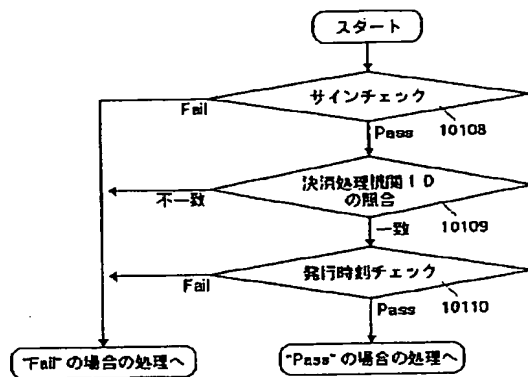 スタート
サインチェック
Fail
Pass
10108
決済処理機関ID
の照合
不一致
一致
10109
発行時刻チェック
Fail
Pass
10110
"Fail"の場合の処理へ
"Pass"の場合の処理へ